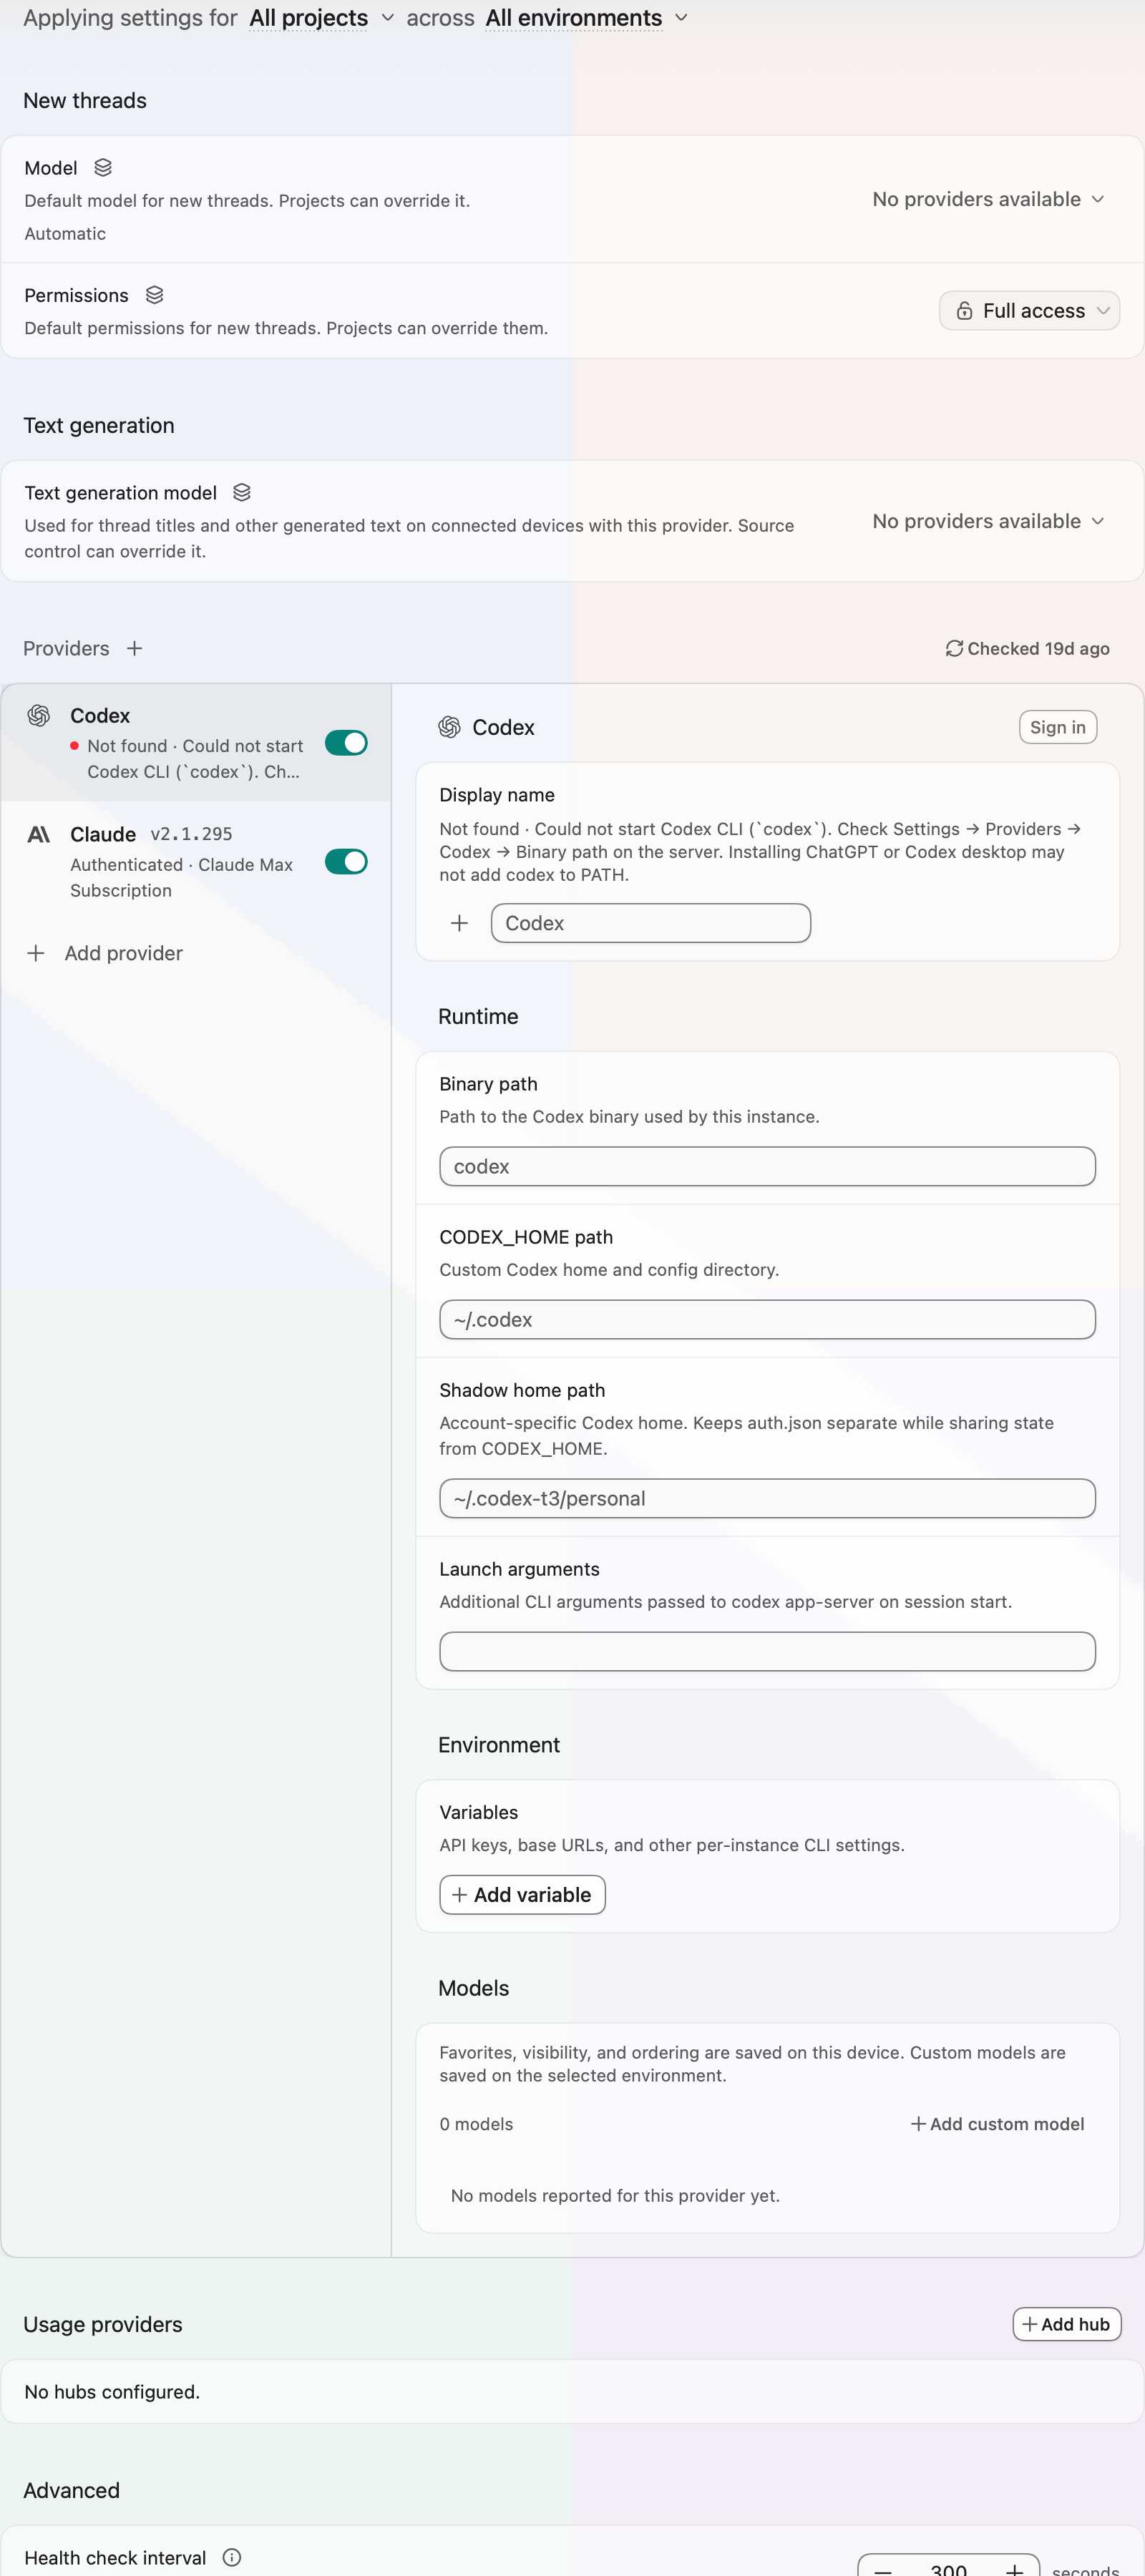 Applying settings for All projects across All environments
New threads
Model
Default model for new threads. Projects can override it.
Automatic
No providers available
Permissions
Default permissions for new threads. Projects can override them.
Full access
Text generation
Text generation model
Used for thread titles and other generated text on connected devices with this provider. Source
control can override it.
No providers available
Providers
Checked 19d ago
Codex
Not found · Could not start
Codex CLI (`codex`). Ch...
Claude v2.1.295
Authenticated · Claude Max
Subscription
Add provider
Codex
Sign in
Display name
Not found · Could not start Codex CLI (`codex`). Check Settings → Providers →
Codex → Binary path on the server. Installing ChatGPT or Codex desktop may
not add codex to PATH.
Codex
Runtime
Binary path
Path to the Codex binary used by this instance.
codex
CODEX_HOME path
Custom Codex home and config directory.
~/.codex
Shadow home path
Account-specific Codex home. Keeps auth.json separate while sharing state
from CODEX_HOME.
~/.codex-t3/personal
Launch arguments
Additional CLI arguments passed to codex app-server on session start.
Environment
Variables
API keys, base URLs, and other per-instance CLI settings.
+ Add variable
Models
Favorites, visibility, and ordering are saved on this device. Custom models are
saved on the selected environment.
0 models
+ Add custom model
No models reported for this provider yet.
Usage providers
+ Add hub
No hubs configured.
Advanced
Health check interval
300
seconds